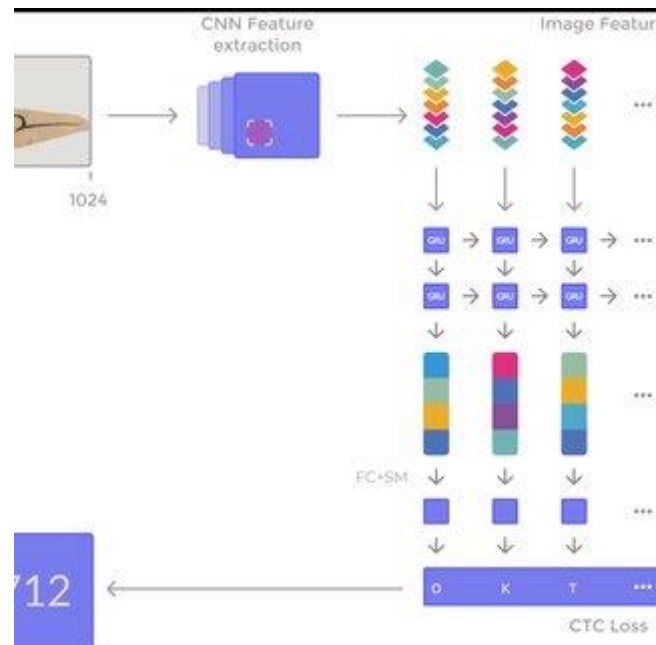 CNN Feature
extraction
Image Featur
...
1024
GRU GRU GRU ...
GRU GRU GRU ...
...
FC+SM
...
712
O K T ...
CTC Loss